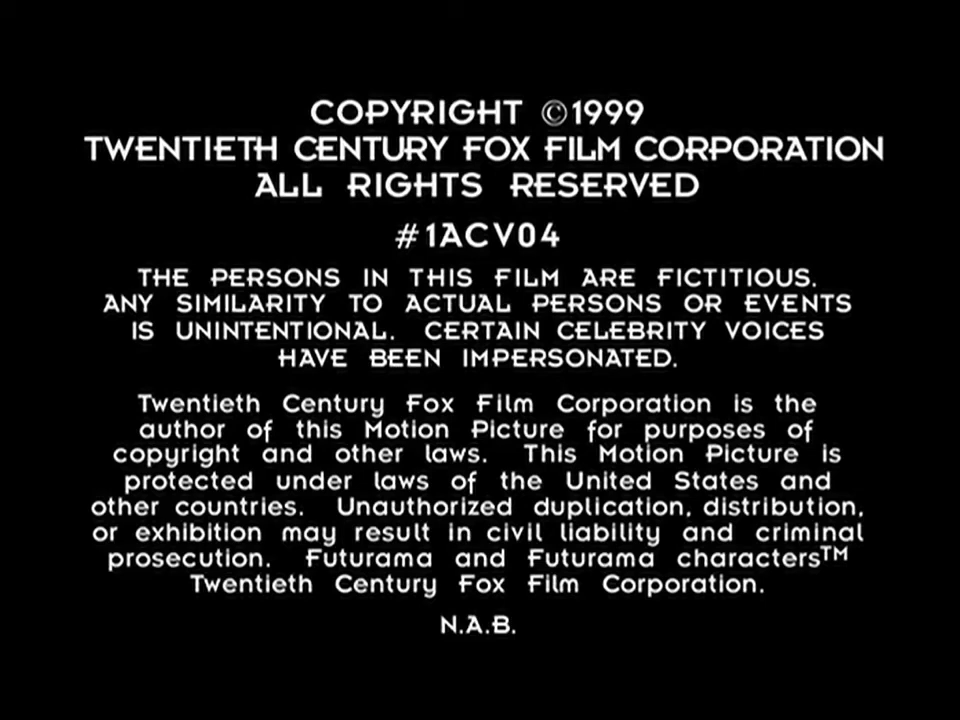 COPYRIGHT ©1999
TWENTIETH CENTURY FOX FILM CORPORATION
ALL RIGHTS RESERVED
#1ACV04
THE PERSONS IN THIS FILM ARE FICTITIOUS.
ANY SIMILARITY TO ACTUAL PERSONS OR EVENTS
IS UNINTENTIONAL. CERTAIN CELEBRITY VOICES
HAVE BEEN IMPERSONATED.
Twentieth Century Fox Film Corporation is the
author of this Motion Picture for purposes of
copyright and other laws. This Motion Picture is
protected under laws of the United States and
other countries. Unauthorized duplication, distribution,
or exhibition may result in civil liability and criminal
prosecution. Futurama and Futurama characters™
Twentieth Century Fox Film Corporation.
N.A.B.